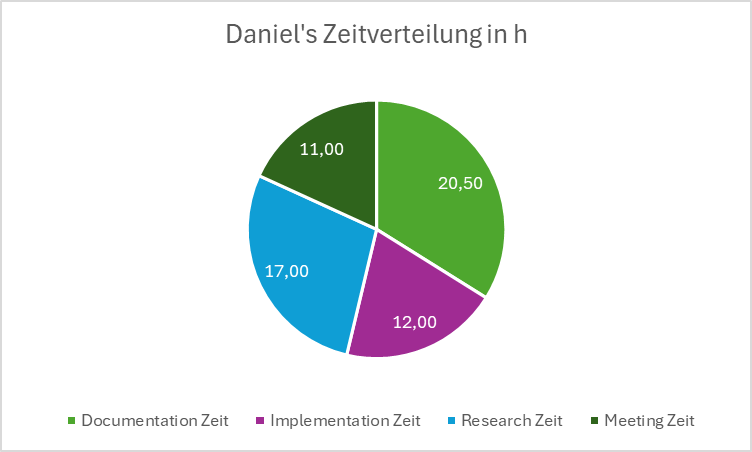 Daniel's Zeitverteilung in h
11,00
20,50
17,00
12,00
Documentation Zeit
Implementation Zeit
Research Zeit
Meeting Zeit